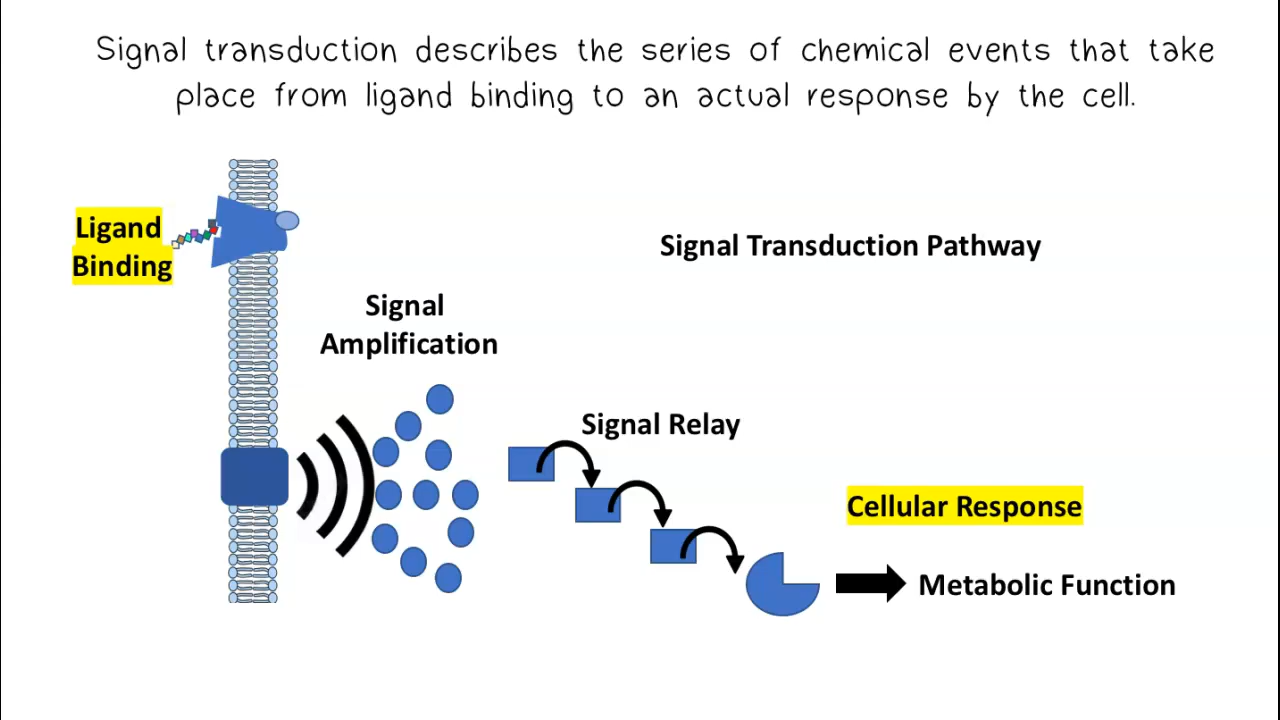 Signal transduction describes the series of chemical events that take
place from ligand binding to an actual response by the cell.
Ligand
Binding
Signal Transduction Pathway
Signal
Amplification
Signal Relay
Cellular Response
Metabolic Function